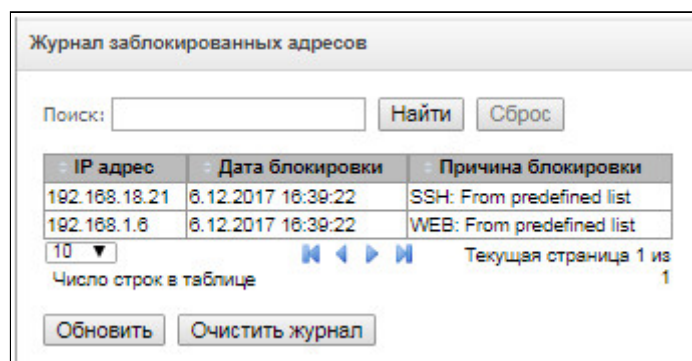 Журнал заблокированных адресов
Поиск: Найти Сброс
IP адрес Дата блокировки Причина блокировки
192.168.18.21 6.12.2017 16:39:22 SSH: From predefined list
192.168.1.6 6.12.2017 16:39:22 WEB: From predefined list
10 Текущая страница 1 из
Число строк в таблице 1
Обновить Очистить журнал